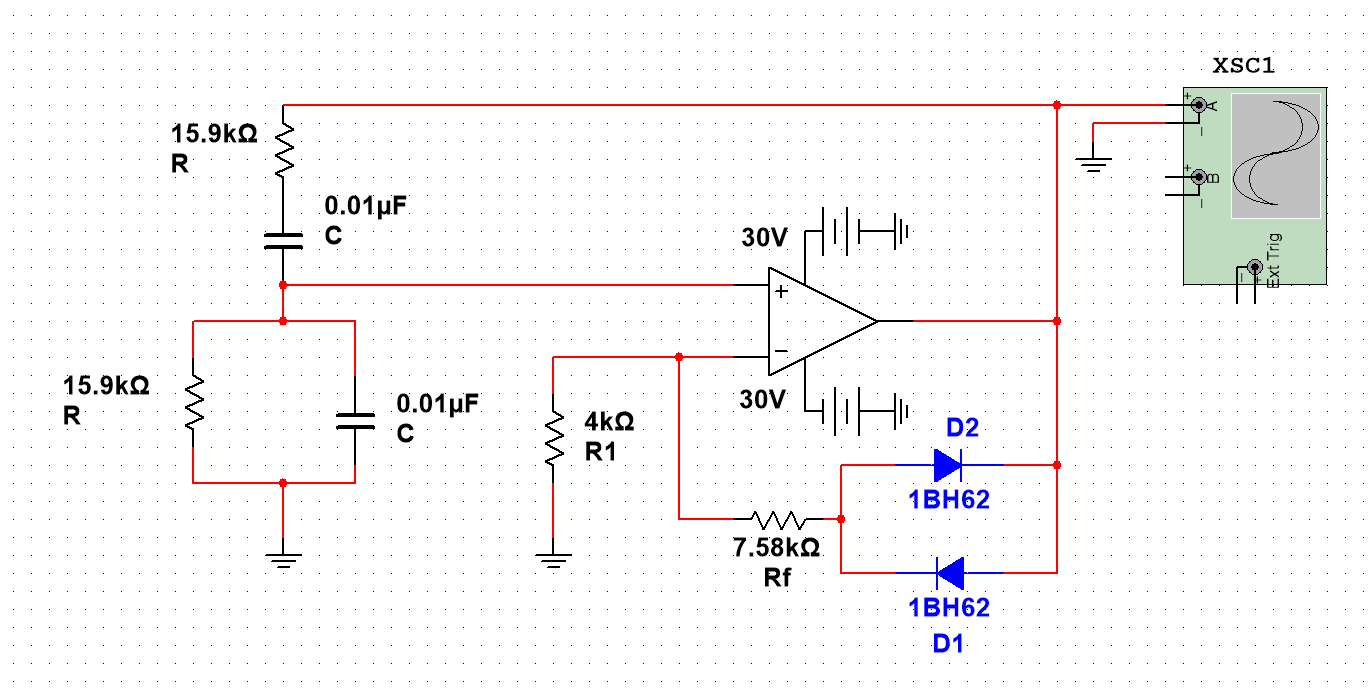 XSC1
15.9kΩ
R
0.01µF
C
30V
+
−
30V
15.9kΩ
R
0.01µF
C
4kΩ
R1
7.58kΩ
Rf
D2
1BH62
1BH62
D1
+
A
−
+
B
−
Ext Trig
+
−